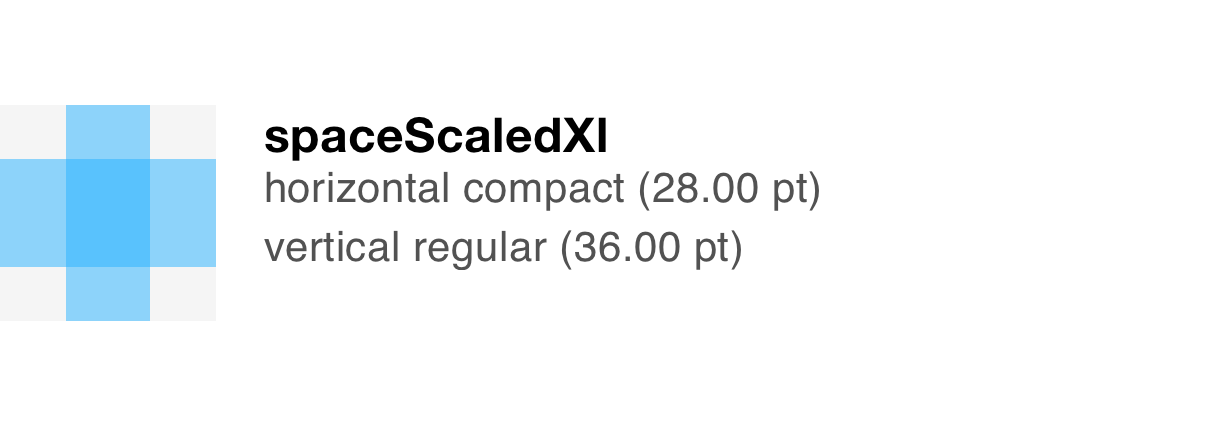 spaceScaledXl
horizontal compact (28.00 pt)
vertical regular (36.00 pt)